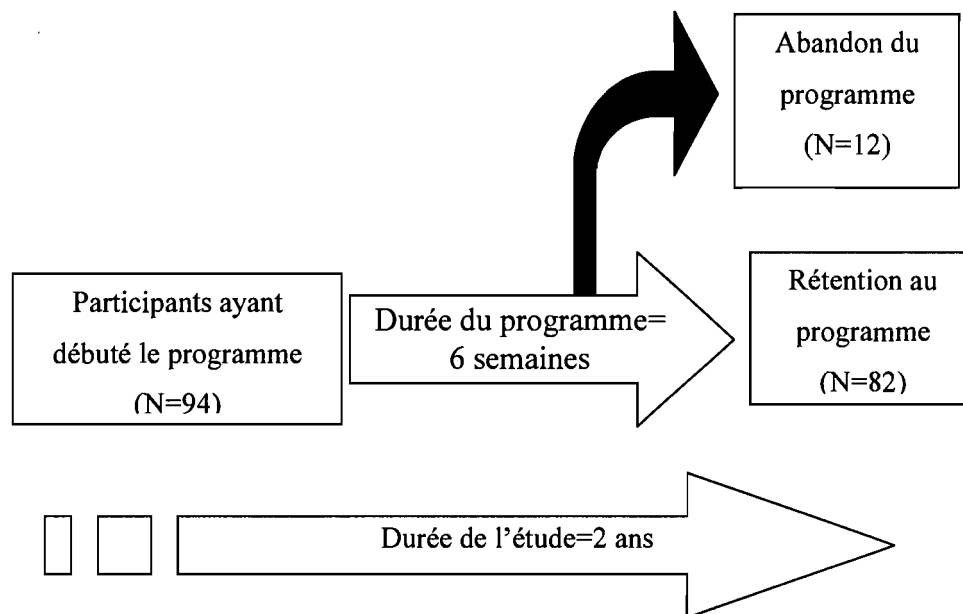 Abandon du
programme
(N=12)
Participants ayant
débuté le programme
(N=94)
Durée du programme=
6 semaines
Rétention au
programme
(N=82)
Durée de l'étude=2 ans